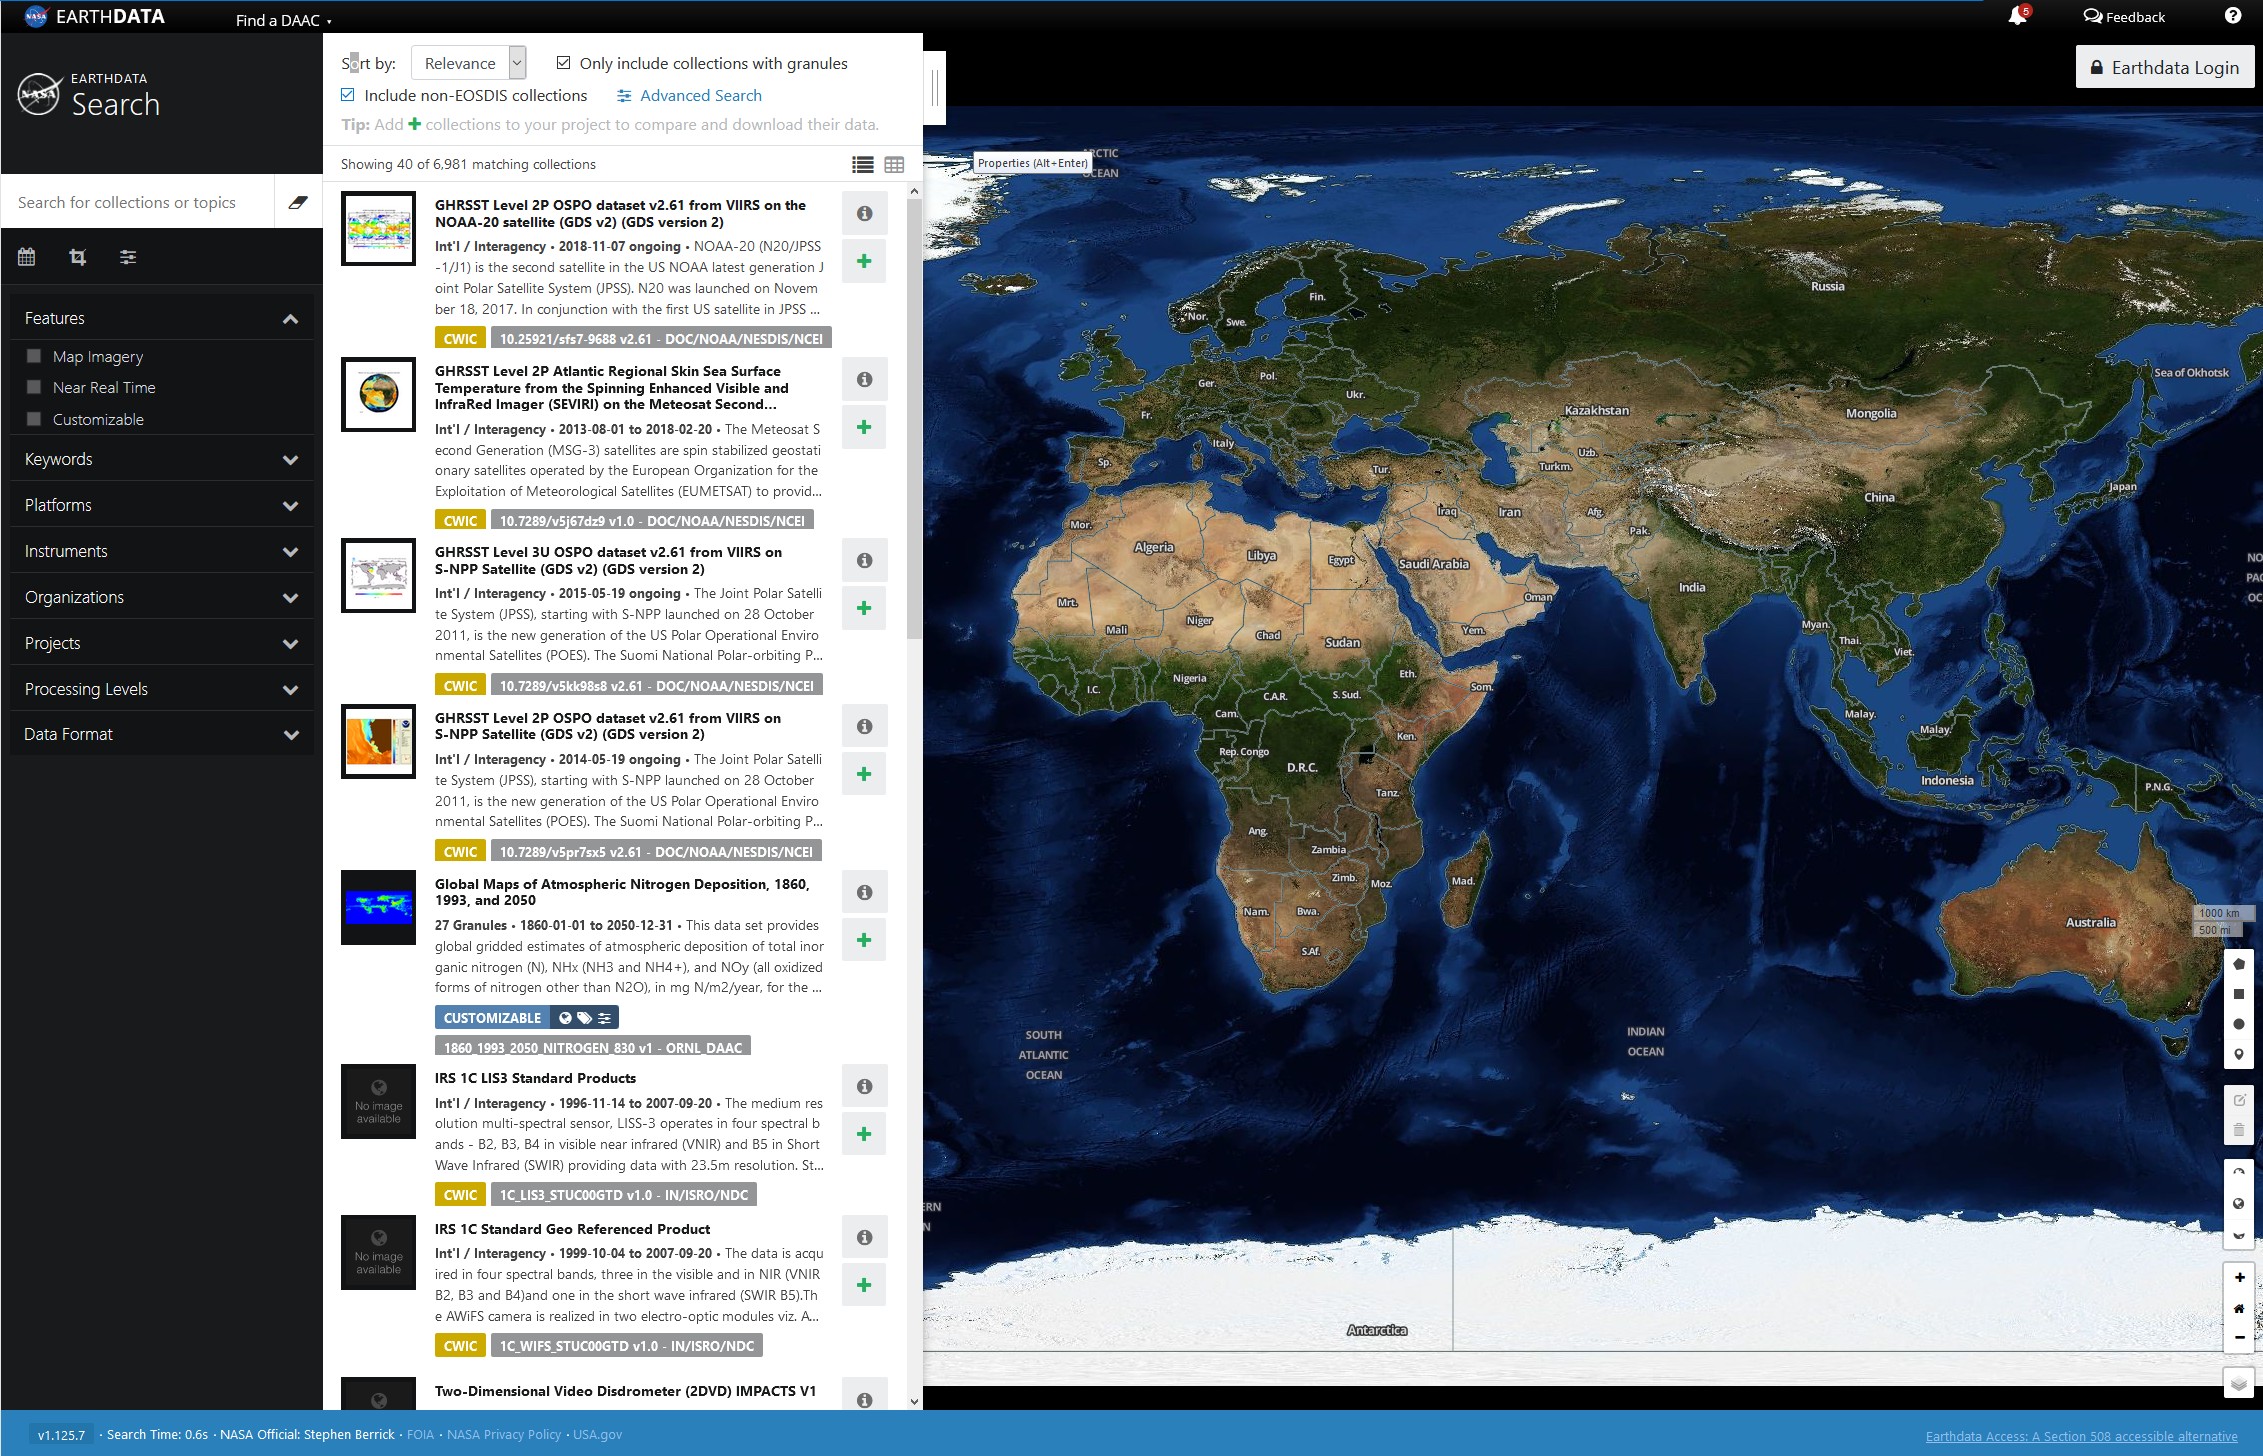 EARTHDATA
Find a DAAC
5
Feedback
EARTHDATA
Search
Search for collections or topics
Features
Map Imagery
Near Real Time
Customizable
Keywords
Platforms
Instruments
Organizations
Projects
Processing Levels
Data Format
Sort by:
Relevance
Only include collections with granules
Include non-EOSDIS collections
Advanced Search
Tip: Add + collections to your project to compare and download their data.
Showing 40 of 6,981 matching collections
GHRSST Level 2P OSPO dataset v2.61 from VIIRS on the
NOAA-20 satellite (GDS v2) (GDS version 2)
Int'l / Interagency • 2018-11-07 ongoing • NOAA-20 (N20/JPSS
-1/J1) is the second satellite in the US NOAA latest generation J
oint Polar Satellite System (JPSS). N20 was launched on Novem
ber 18, 2017. In conjunction with the first US satellite in JPSS ...
CWIC
10.25921/sfs7-9688 v2.61 - DOC/NOAA/NESDIS/NCEI
GHRSST Level 2P Atlantic Regional Skin Sea Surface
Temperature from the Spinning Enhanced Visible and
InfraRed Imager (SEVIRI) on the Meteosat Second...
Int'l / Interagency • 2013-08-01 to 2018-02-20 • The Meteosat S
econd Generation (MSG-3) satellites are spin stabilized geostati
onary satellites operated by the European Organization for the
Exploitation of Meteorological Satellites (EUMETSAT) to provid...
CWIC
10.7289/v5j67dz9 v1.0 - DOC/NOAA/NESDIS/NCEI
GHRSST Level 3U OSPO dataset v2.61 from VIIRS on
S-NPP Satellite (GDS v2) (GDS version 2)
Int'l / Interagency • 2015-05-19 ongoing • The Joint Polar Satelli
te System (JPSS), starting with S-NPP launched on 28 October
2011, is the new generation of the US Polar Operational Enviro
nmental Satellites (POES). The Suomi National Polar-orbiting P...
CWIC
10.7289/v5kk98s8 v2.61 - DOC/NOAA/NESDIS/NCEI
GHRSST Level 2P OSPO dataset v2.61 from VIIRS on
S-NPP Satellite (GDS v2) (GDS version 2)
Int'l / Interagency • 2014-05-19 ongoing • The Joint Polar Satelli
te System (JPSS), starting with S-NPP launched on 28 October
2011, is the new generation of the US Polar Operational Enviro
nmental Satellites (POES). The Suomi National Polar-orbiting P...
CWIC
10.7289/v5pr7sx5 v2.61 - DOC/NOAA/NESDIS/NCEI
Global Maps of Atmospheric Nitrogen Deposition, 1860,
1993, and 2050
27 Granules • 1860-01-01 to 2050-12-31 • This data set provides
global gridded estimates of atmospheric deposition of total inor
ganic nitrogen (N), NHx (NH3 and NH4+), and NOy (all oxidized
forms of nitrogen other than N2O), in mg N/m2/year, for the ...
CUSTOMIZABLE
1860_1993_2050_NITROGEN_830 v1 - ORNL_DAAC
No image
available
IRS 1C LIS3 Standard Products
Int'l / Interagency • 1996-11-14 to 2007-09-20 • The medium res
olution multi-spectral sensor, LISS-3 operates in four spectral b
ands - B2, B3, B4 in visible near infrared (VNIR) and B5 in Short
Wave Infrared (SWIR) providing data with 23.5m resolution. St...
CWIC
1C_LIS3_STUC00GTD v1.0 - IN/ISRO/NDC
No image
available
IRS 1C Standard Geo Referenced Product
Int'l / Interagency • 1999-10-04 to 2007-09-20 • The data is acqu
ired in four spectral bands, three in the visible and in NIR (VNIR
B2, B3 and B4)and one in the short wave infrared (SWIR B5).Th
e AWiFS camera is realized in two electro-optic modules viz. A...
CWIC
1C_WIFS_STUC00GTD v1.0 - IN/ISRO/NDC
Two-Dimensional Video Disdrometer (2DVD) IMPACTS V1
Earthdata Login
Properties (Alt+Enter)
ARCTIC
OCEAN
Russia
Fin.
Nor.
Swe.
Sea of Okhotsk
Ger.
Pol.
Ukr.
Fr.
Kazakhstan
Mongolia
Italy
Uzb.
Sp.
Tur.
Turkm.
Japan
China
Mor.
Iraq
Iran
Afg.
Pak.
Algeria
Libya
Egypt
Saudi Arabia
India
NO
PAC
OC
Mrt.
Oman
Mali
Niger
Chad
Sudan
Yem.
Myan.
Thai.
Viet.
I.C.
Nigeria
C.A.R.
S. Sud.
Eth.
Som.
Cam.
Malay.
Malay.
Rep. Congo
Ken.
D.R.C.
Indonesia
P.N.G.
Tanz.
Ang.
Zambia
Zimb.
Moz.
Mad.
Nam.
Bwa.
S.Af.
Australia
1000 km
500 mi
SOUTH
ATLANTIC
OCEAN
INDIAN
OCEAN
ERN
N
Antarctica
v1.125.7 · Search Time: 0.6s · NASA Official: Stephen Berrick · FOIA · NASA Privacy Policy · USA.gov
Earthdata Access: A Section 508 accessible alternative